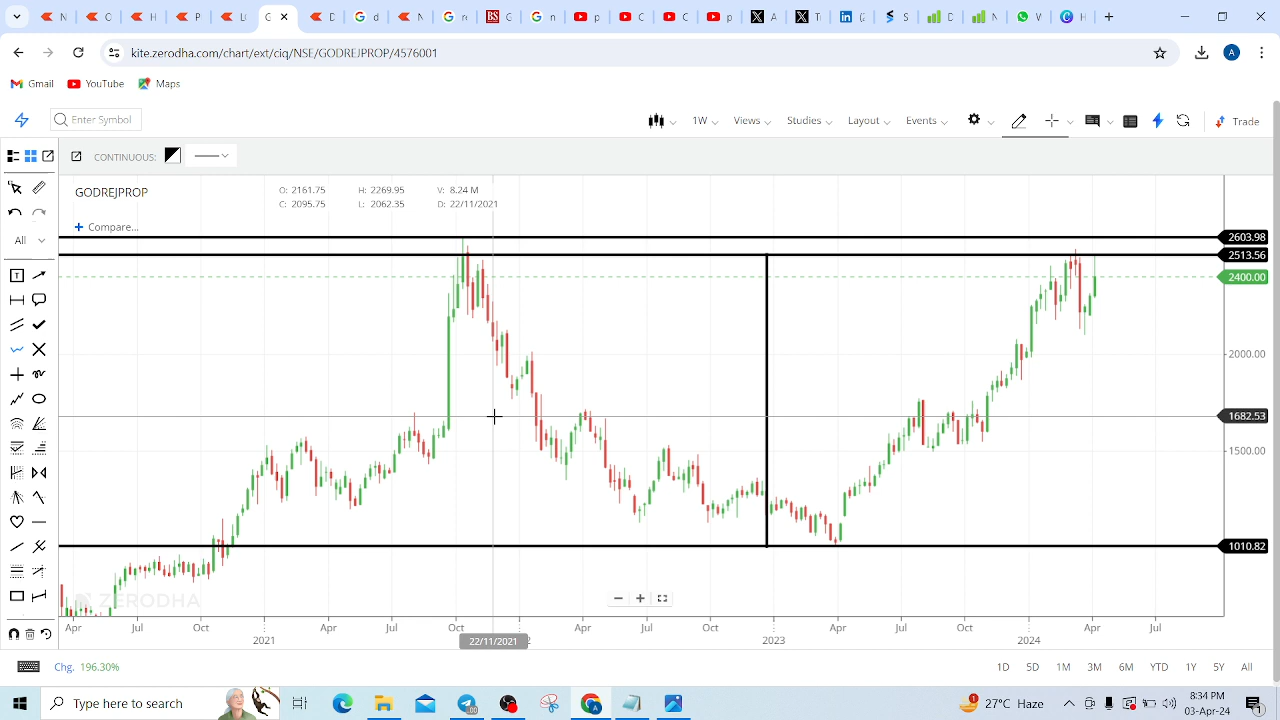 kite.zerodha.com/chart/ext/ciq/NSE/GODREJPROP/4576001
A
Gmail YouTube Maps
Enter Symbol 1W Views Studies Layout Events Trade
CONTINUOUS:
GODREJPROP O: 2161.75 H: 2269.95 V: 8.24 M
C: 2095.75 L: 2062.35 D: 22/11/2021
+ Compare...
All
2603.98
2513.56
2400.00
2000.00
1682.53
1500.00
1010.82
ZERODHA
Apr Jul Oct 2021 Apr Jul Oct 22/11/2021 Apr Jul Oct 2023 Apr Jul Oct 2024 Apr Jul
Chg. 196.30% 1D 5D 1M 3M 6M YTD 1Y 5Y All
Type here to search 27°C Haze 8:34 PM
03-Apr-24